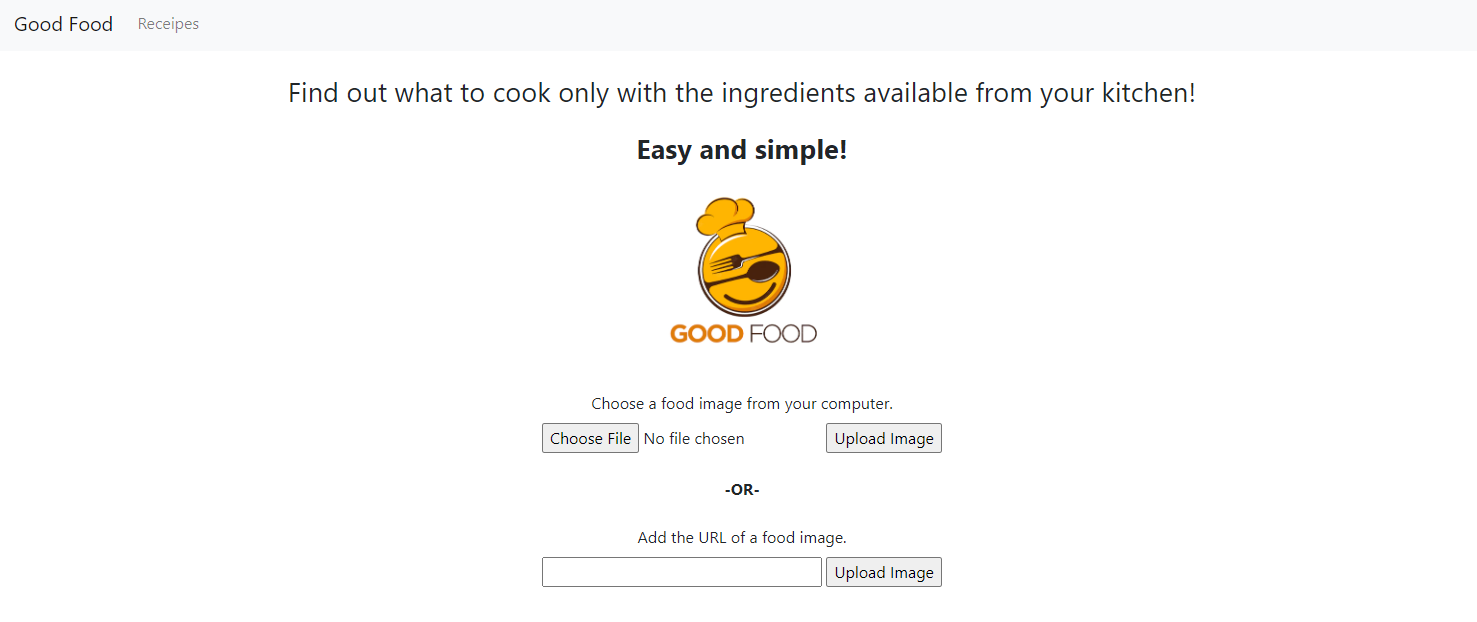 Good Food Receipes
Find out what to cook only with the ingredients available from your kitchen!
Easy and simple!
GOOD FOOD
Choose a food image from your computer.
Choose File No file chosen Upload Image
-OR-
Add the URL of a food image.
Upload Image